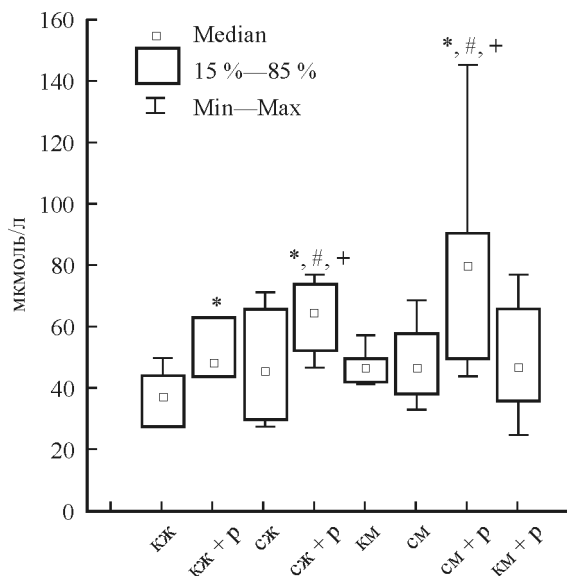 160
140
120
100
80
60
40
20
0
мкмоль/л
Median
15 %—85 %
Min—Max
*
*, #, +
*, #, +
кж
кж + р
сж
сж + р
км
см
см + р
км + р